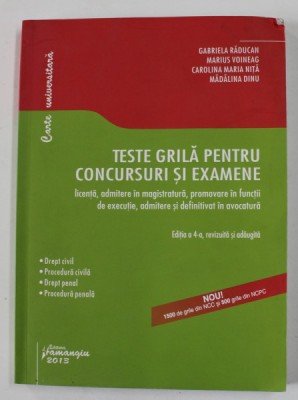 GABRIELA RĂDUCAN
MARIUS VOINEAG
CAROLINA MARIA NIȚĂ
MĂDĂLINA DINU
Carte universitară
TESTE GRILĂ PENTRU
CONCURSURI ȘI EXAMENE
licență, admitere în magistratură, promovare în funcții
de execuție, admitere și definitivat în avocatură
Ediția a 4-a, revizuită și adăugită
• Drept civil
• Procedură civilă
• Drept penal
• Procedură penală
NOU!
1500 de grile din NCC și 500 grile din NCPC
Editura
hamangiu
2013